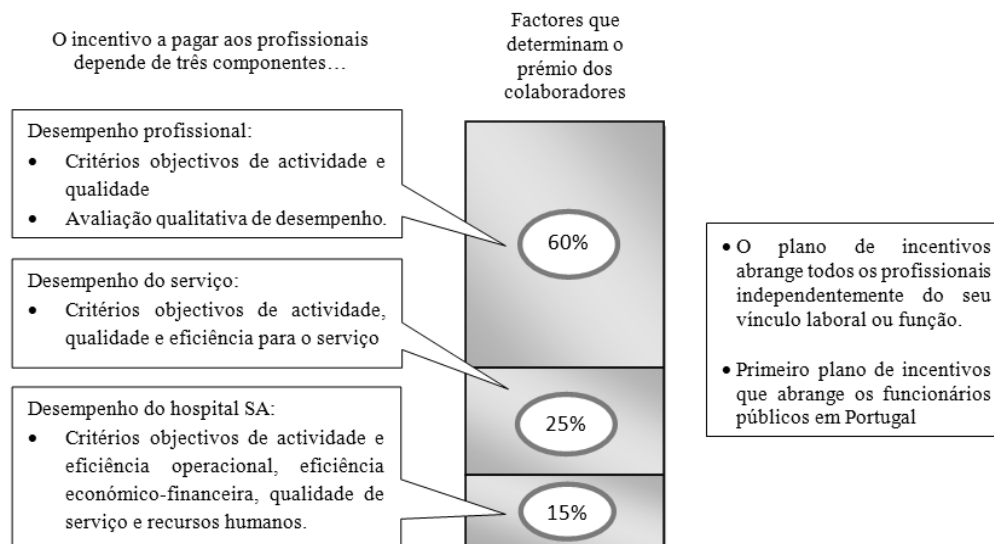 O incentivo a pagar aos profissionais
depende de três componentes…
Factores que
determinam o
prémio dos
colaboradores
Desempenho profissional:
• Critérios objectivos de actividade e
qualidade
• Avaliação qualitativa de desempenho.
60%
Desempenho do serviço:
• Critérios objectivos de actividade,
qualidade e eficiência para o serviço
25%
Desempenho do hospital SA:
• Critérios objectivos de actividade e
eficiência operacional, eficiência
económico-financeira, qualidade de
serviço e recursos humanos.
15%
• O plano de incentivos
abrange todos os profissionais
independentemente do seu
vínculo laboral ou função.
• Primeiro plano de incentivos
que abrange os funcionários
públicos em Portugal